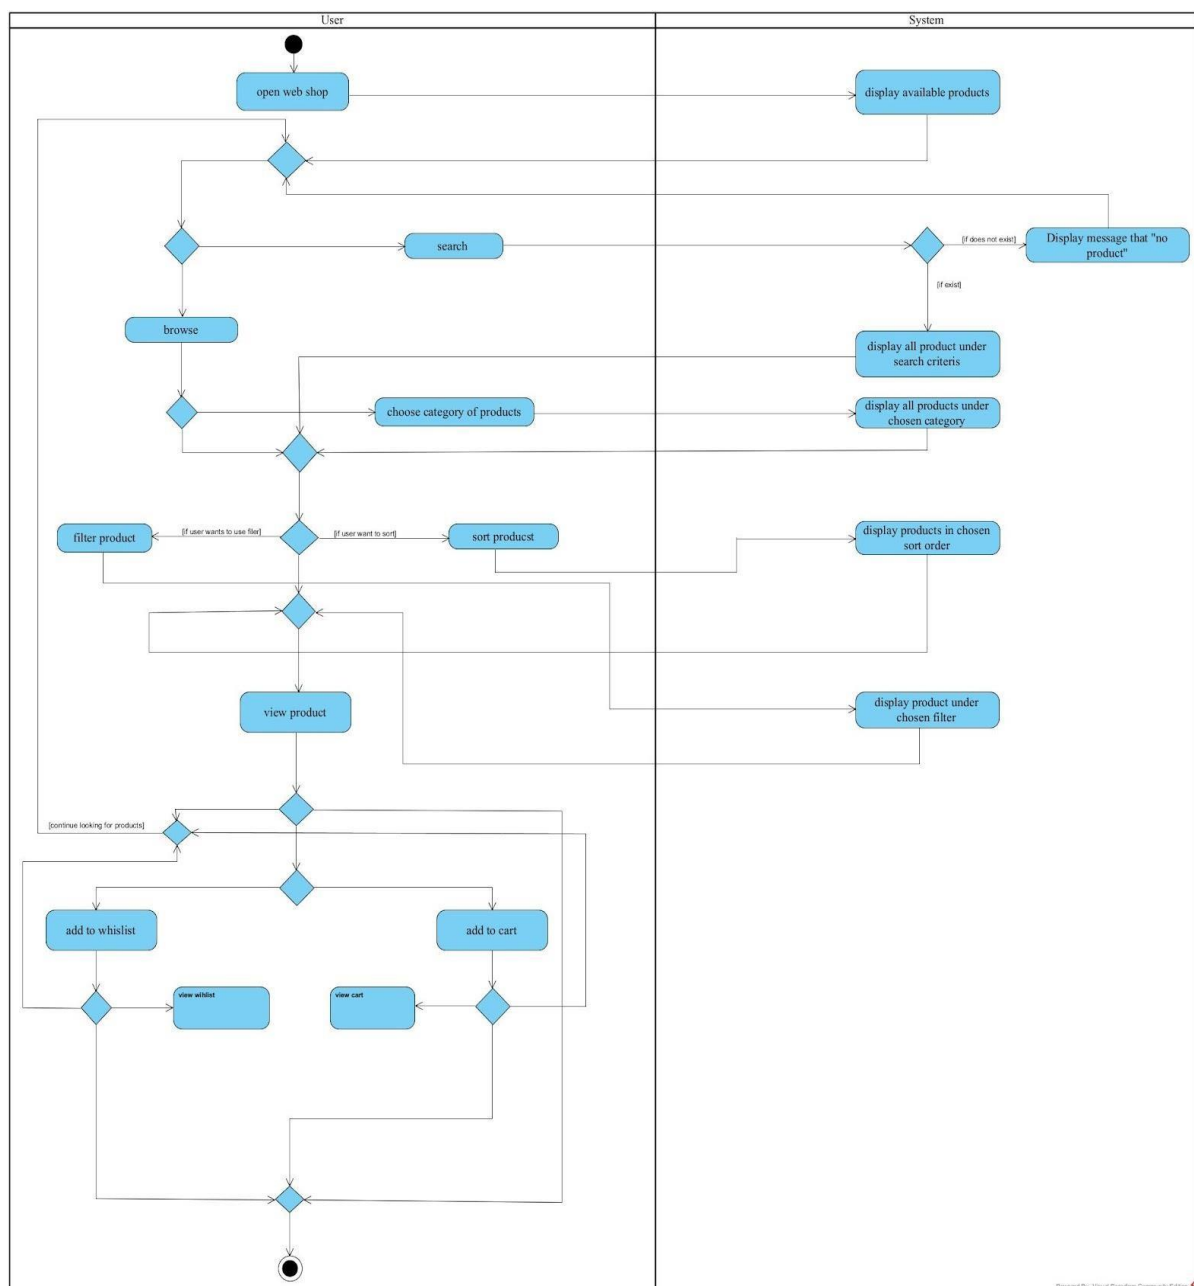 User
System
open web shop
display available products
search
[if does not exist]
Display message that "no
product"
[if exist]
browse
display all product under
search criteris
choose category of products
display all products under
chosen category
filter product
[if user wants to use filer]
[if user want to sort]
sort producst
display products in chosen
sort order
view product
display product under
chosen filter
[continue looking for products]
add to whislist
add to cart
view wihlist
view cart